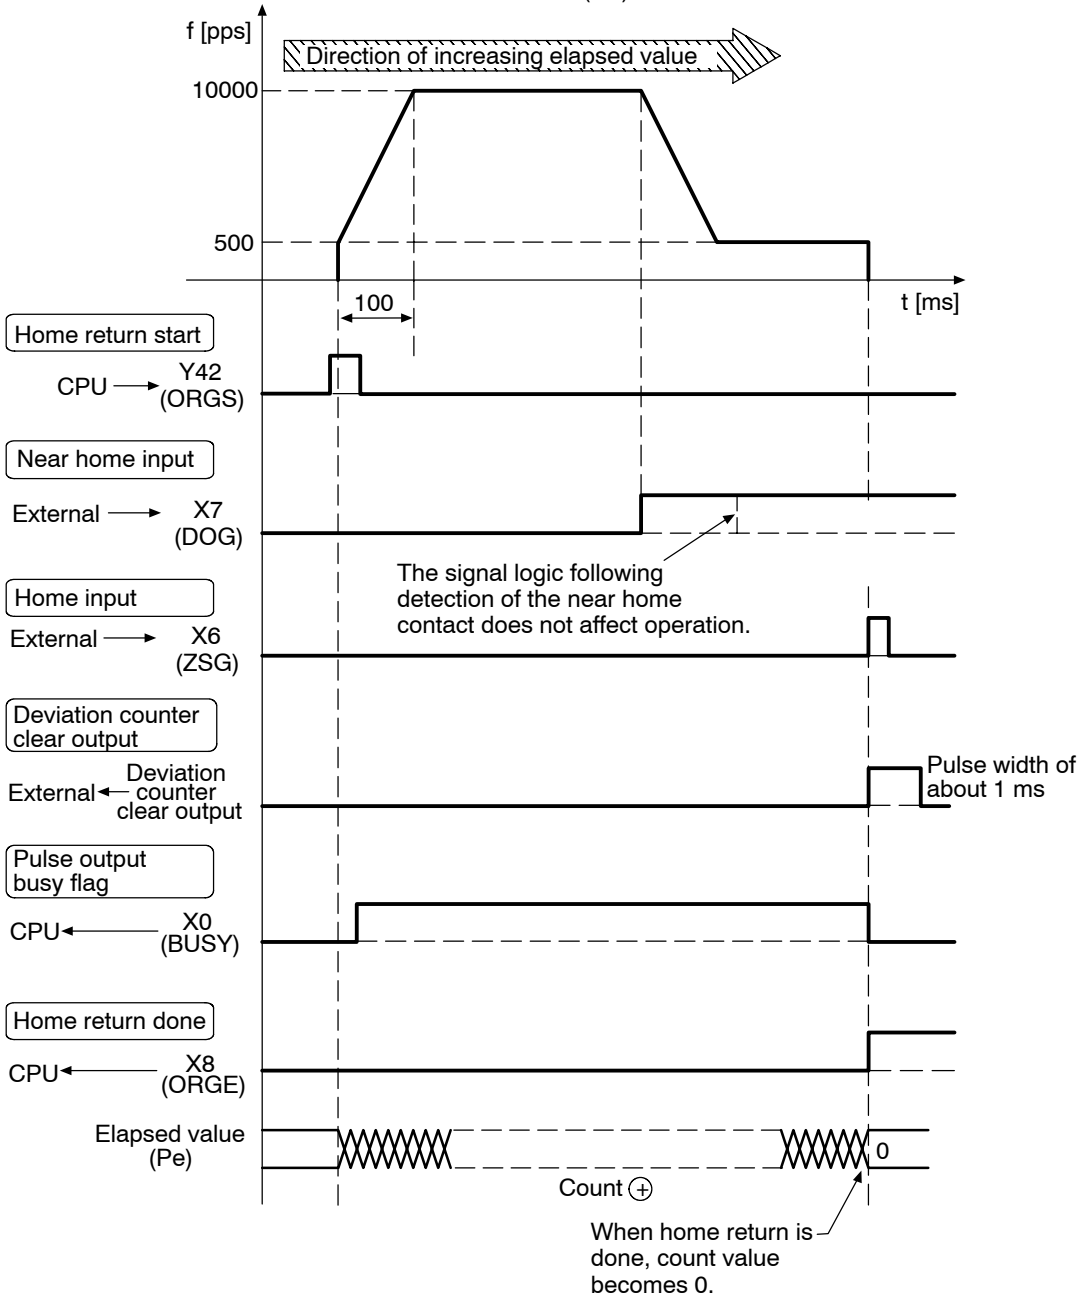 f [pps]
Direction of increasing elapsed value
10000
500
100
t [ms]
Home return start
CPU
Y42
(ORGS)
Near home input
External
X7
(DOG)
The signal logic following
detection of the near home
contact does not affect operation.
Home input
External
X6
(ZSG)
Deviation counter
clear output
External
Deviation
counter
clear output
Pulse width of
about 1 ms
Pulse output
busy flag
CPU
X0
(BUSY)
Home return done
CPU
X8
(ORGE)
Elapsed value
(Pe)
0
Count +
When home return is
done, count value
becomes 0.